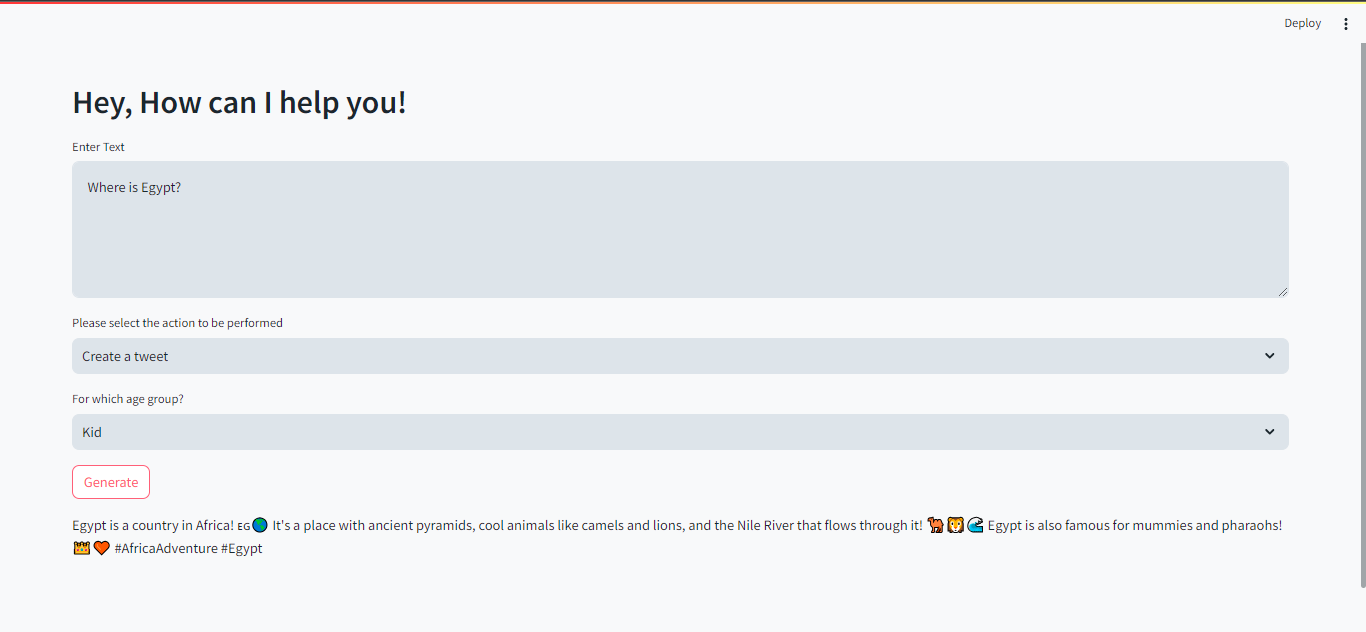 Deploy
Hey, How can I help you!
Enter Text
Where is Egypt?
Please select the action to be performed
Create a tweet
For which age group?
Kid
Generate
Egypt is a country in Africa! 🇪🇬🌍 It's a place with ancient pyramids, cool animals like camels and lions, and the Nile River that flows through it! 🐫🦁🌊 Egypt is also famous for mummies and pharaohs!
👑❤️ #AfricaAdventure #Egypt